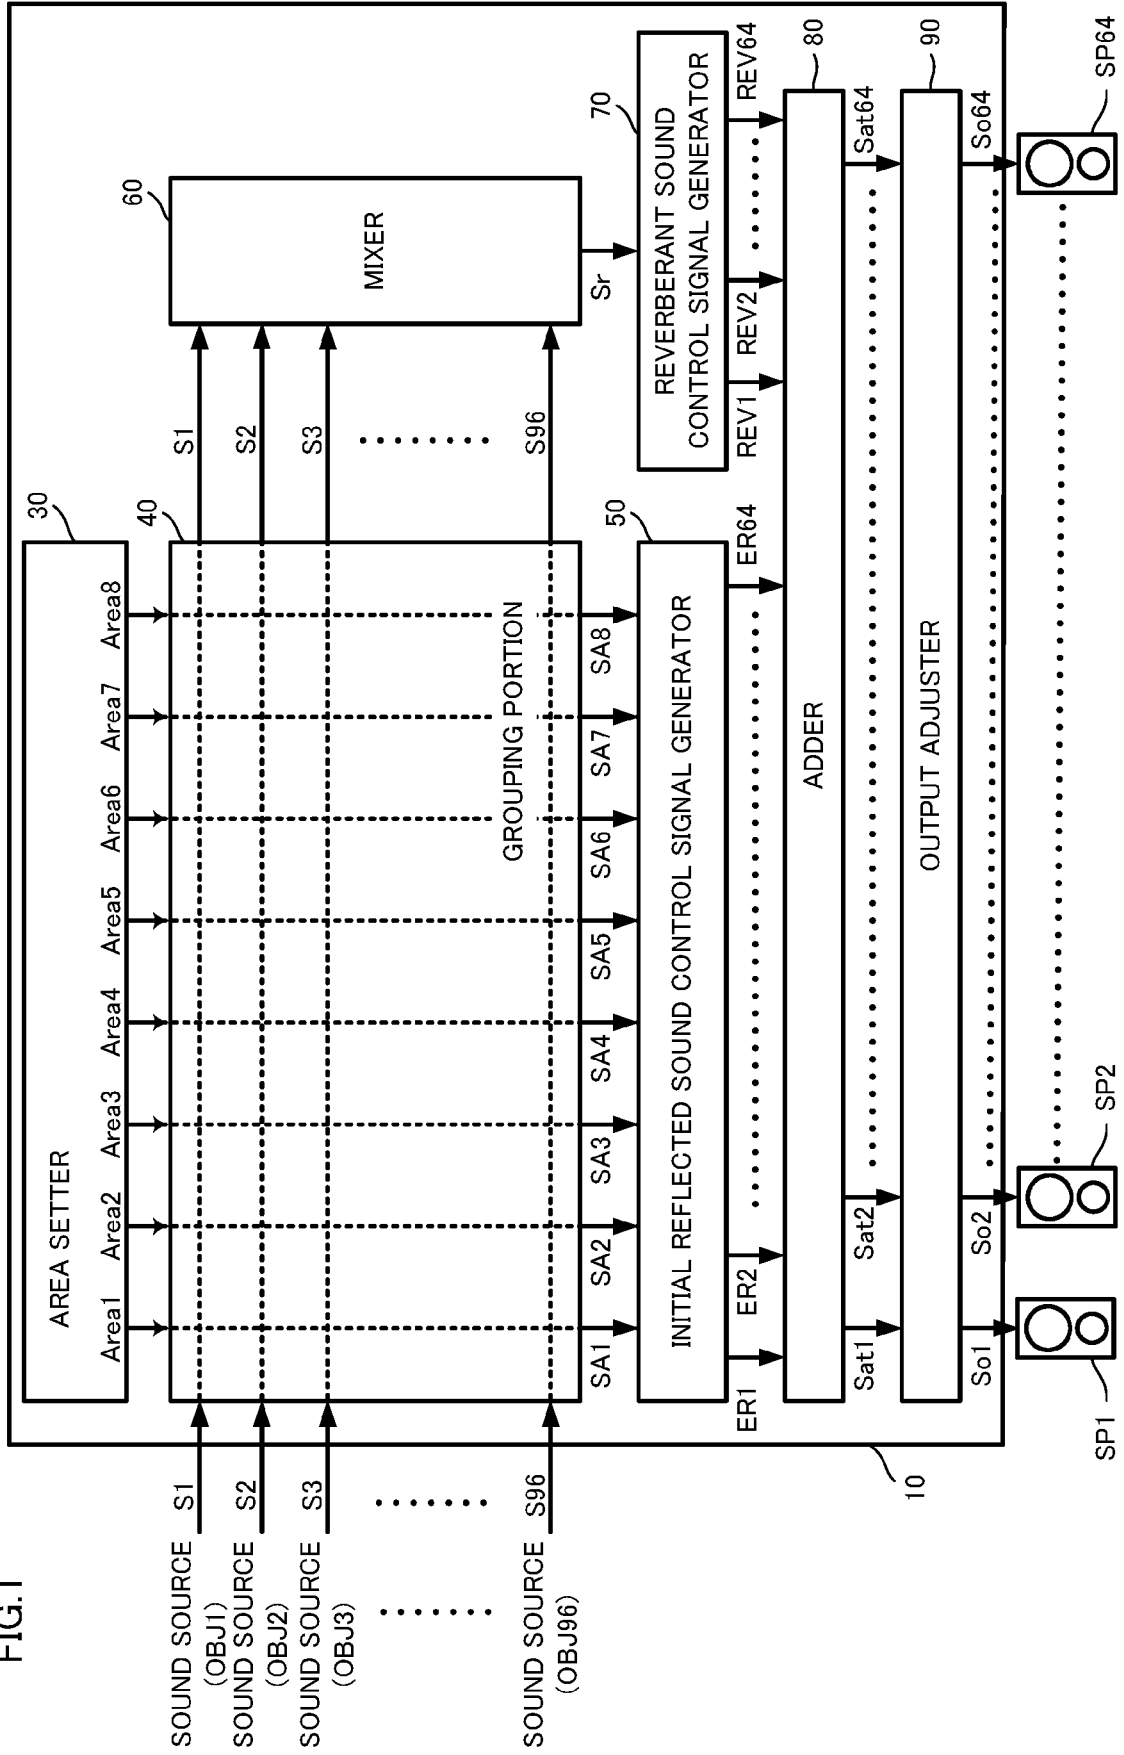 FIG.1
10
30
AREA SETTER
Area1 Area2 Area3 Area4 Area5 Area6 Area7 Area8
40
GROUPING PORTION
SOUND SOURCE (OBJ1) S1
SOUND SOURCE (OBJ2) S2
SOUND SOURCE (OBJ3) S3
SOUND SOURCE (OBJ96) S96
S1
S2
S3
S96
60
MIXER
Sr
SA1 SA2 SA3 SA4 SA5 SA6 SA7 SA8
50
INITIAL REFLECTED SOUND CONTROL SIGNAL GENERATOR
70
REVERBERANT SOUND
CONTROL SIGNAL GENERATOR
ER1 ER2 ER64 REV1 REV2 REV64
80
ADDER
Sat1 Sat2 Sat64
90
OUTPUT ADJUSTER
So1 So2 So64
SP1 SP2 SP64